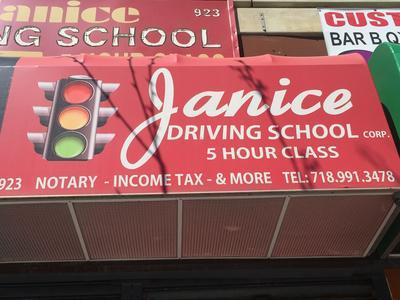 anice
923
NG SCHOOL
CUST
BAR B Q
Janice
DRIVING SCHOOL CORP.
5 HOUR CLASS
923 NOTARY - INCOME TAX - & MORE TEL: 718.991.3478